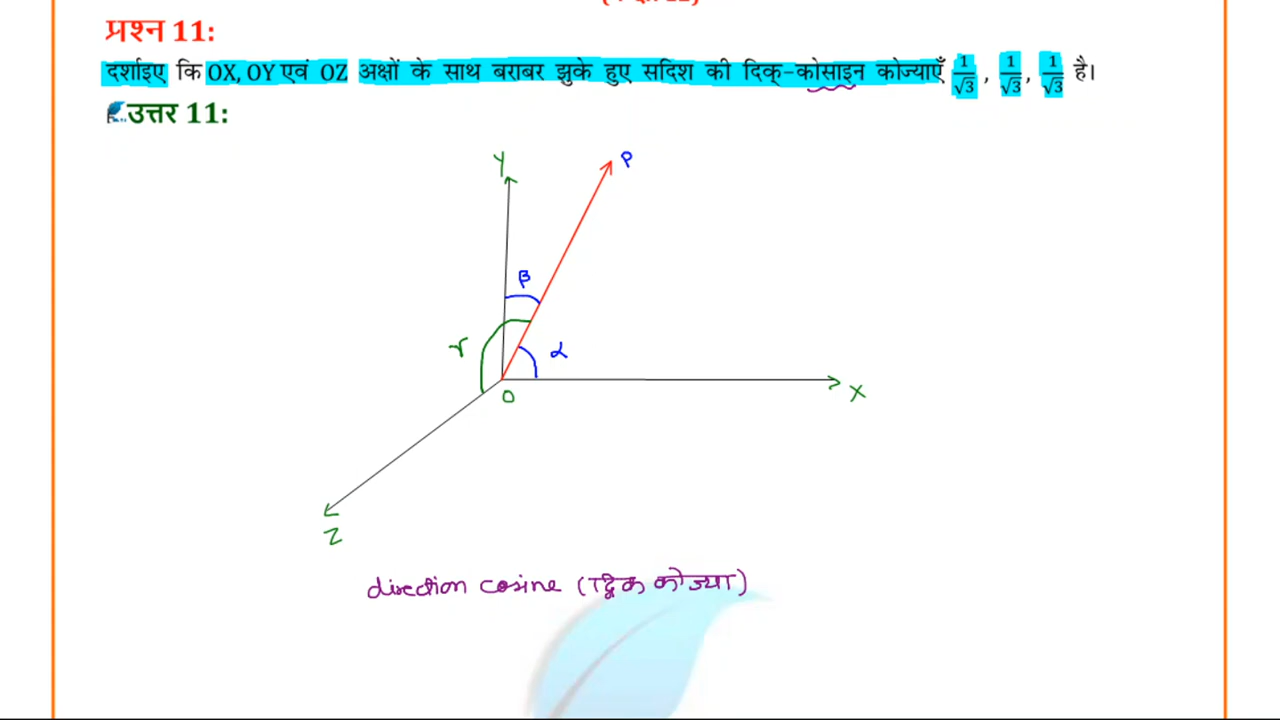 प्रश्न 11:
दर्शाइए कि OX, OY एवं OZ अक्षों के साथ बराबर झुके हुए सदिश की दिक्-कोसाइन कोज्याएँ 1/√3, 1/√3, 1/√3 है।
उत्तर 11:
Y
P
β
γ
α
O
X
Z
direction cosine (दिक कोज्या)